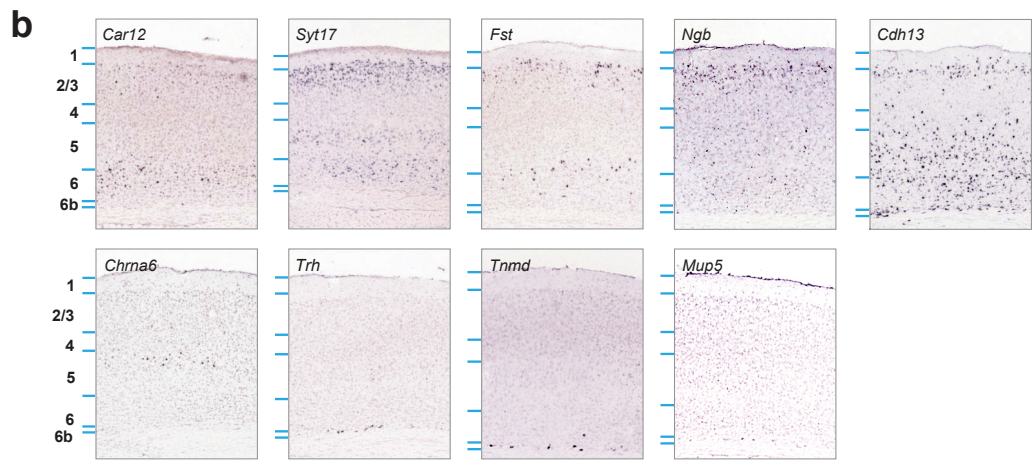 b
Car12
Syt17
Fst
Ngb
Cdh13
1
2/3
4
5
6
6b
Chrna6
Trh
Tnmd
Mup5
1
2/3
4
5
6
6b